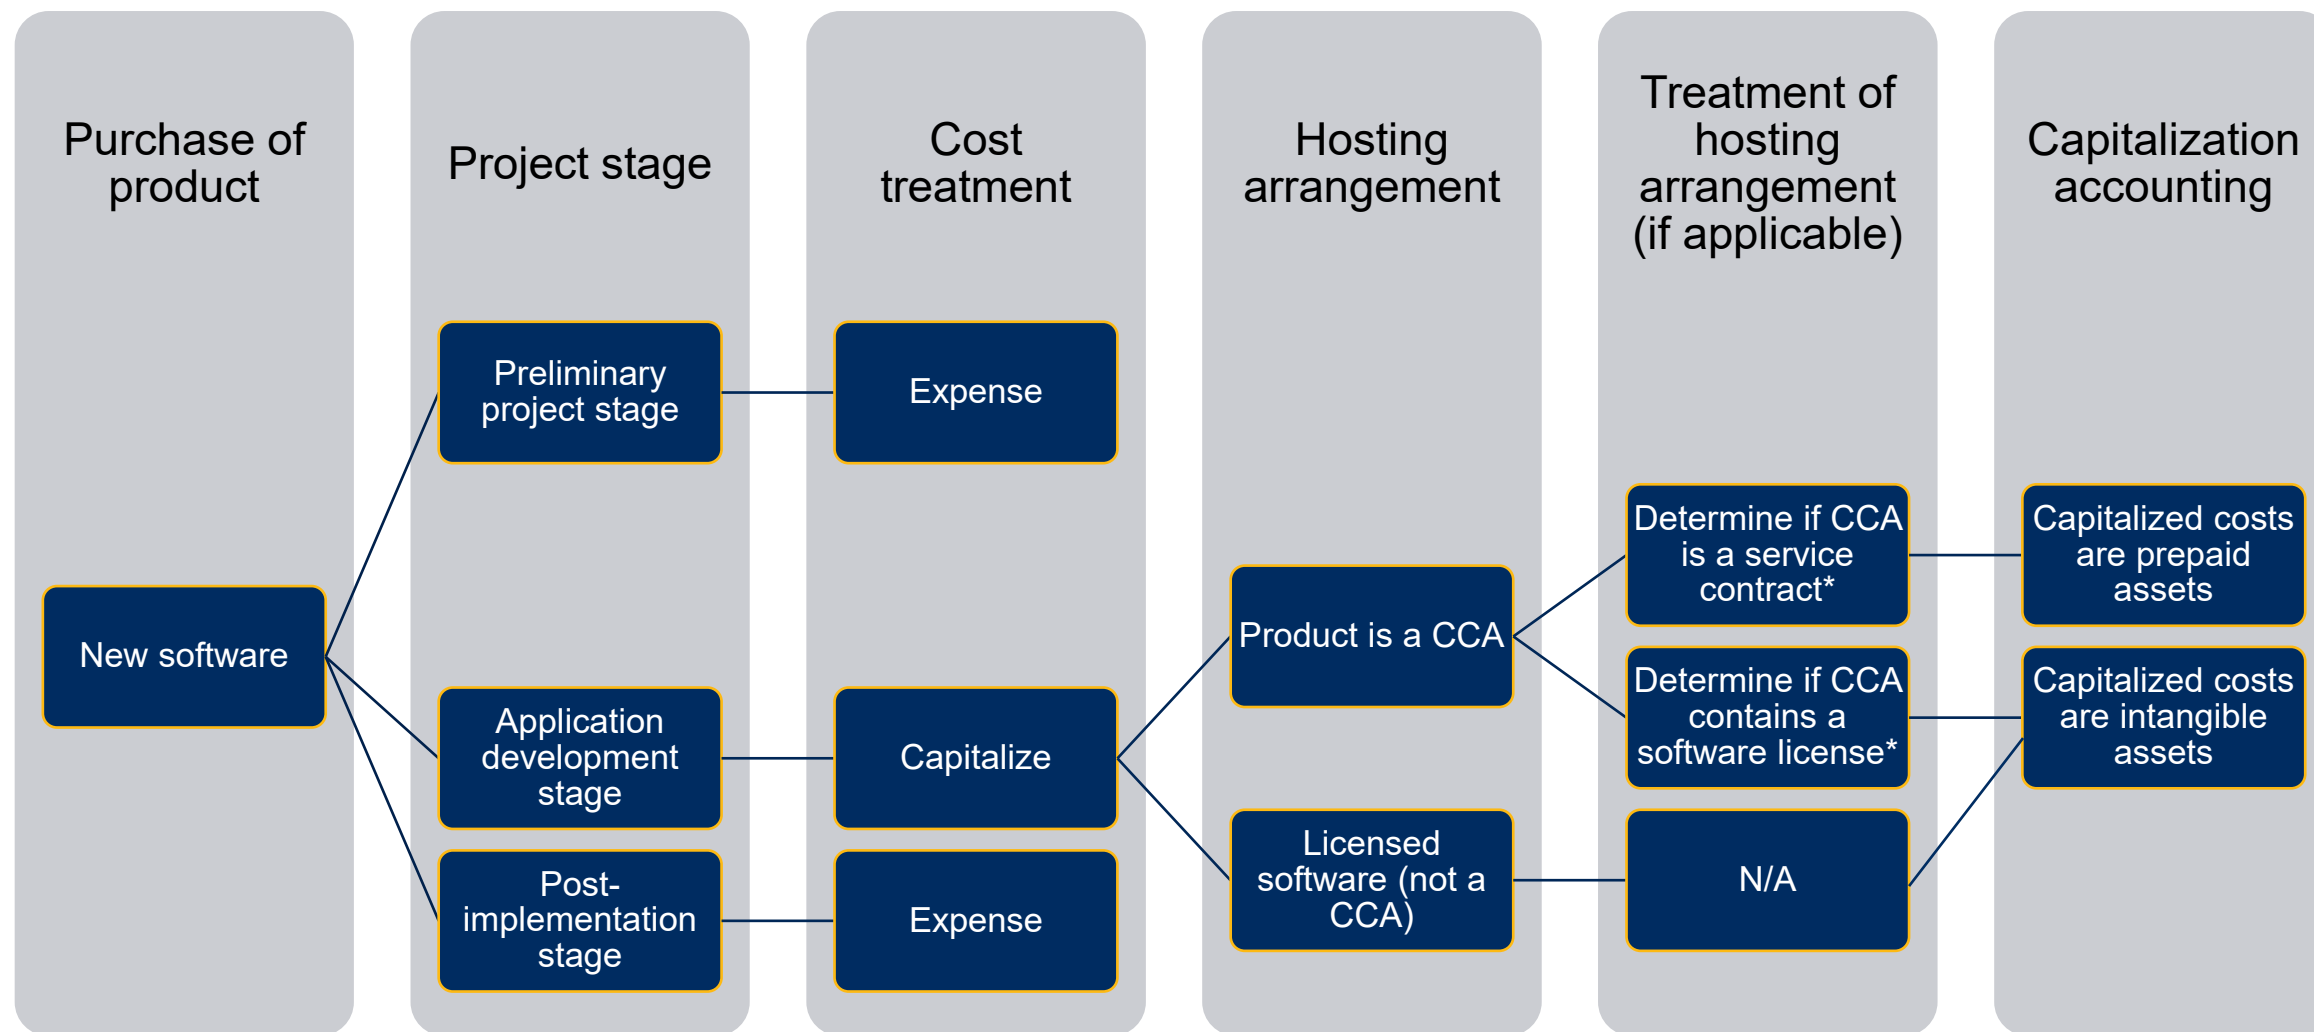 Purchase of
product
Project stage
Cost
treatment
Hosting
arrangement
Treatment of
hosting
arrangement
(if applicable)
Capitalization
accounting
New software
Preliminary
project stage
Application
development
stage
Post-
implementation
stage
Expense
Capitalize
Expense
Product is a CCA
Licensed
software (not a
CCA)
Determine if CCA
is a service
contract*
Determine if CCA
contains a
software license*
N/A
Capitalized costs
are prepaid
assets
Capitalized costs
are intangible
assets